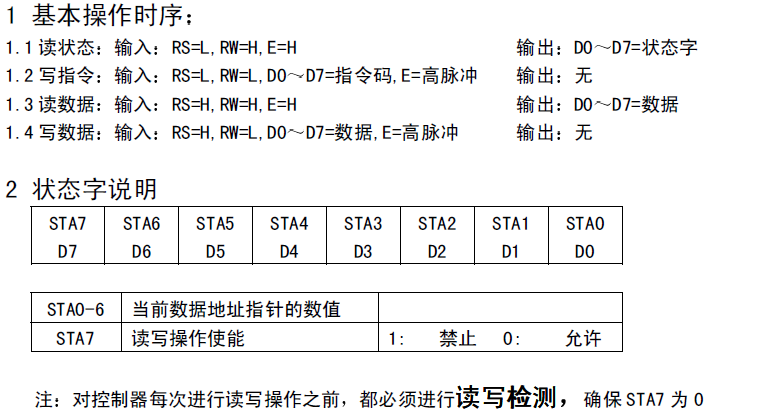 1 基本操作时序：
1.1读状态：输入：RS=L,RW=H,E=H 输出：D0～D7=状态字
1.2写指令：输入：RS=L,RW=L,D0～D7=指令码,E=高脉冲 输出：无
1.3读数据：输入：RS=H,RW=H,E=H 输出：D0～D7=数据
1.4写数据：输入：RS=H,RW=L,D0～D7=数据,E=高脉冲 输出：无
2 状态字说明
STA7 STA6 STA5 STA4 STA3 STA2 STA1 STA0
D7 D6 D5 D4 D3 D2 D1 D0
STA0-6 当前数据地址指针的数值
STA7 读写操作使能 1： 禁止 0： 允许
注：对控制器每次进行读写操作之前，都必须进行读写检测，确保STA7为0